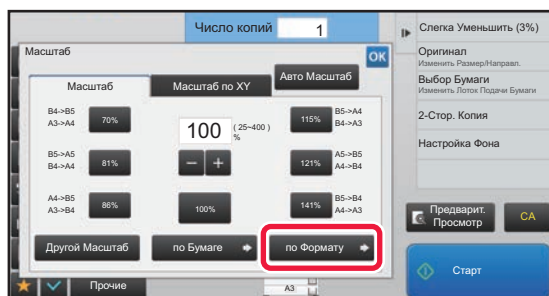 Число копий 1
Масштаб
OK
Масштаб
Масштаб по XY
Авто Масштаб
B4->B5
A3->A4
70%
100
(25~400)
%
115%
B5->A4
B4->A3
B5->A5
B4->A4
81%
− +
121%
A5->B5
A4->B4
A4->B5
A3->B4
86%
100%
141%
B5->B4
A4->A3
Другой Масштаб
по Бумаге
по Формату
Прочие
A3
Слегка Уменьшить (3%)
Оригинал
Изменить Размер/Направл.
Выбор Бумаги
Изменить Лоток Подачи Бумаги
2-Стор. Копия
Настройка Фона
Предварит.
Просмотр
CA
Старт